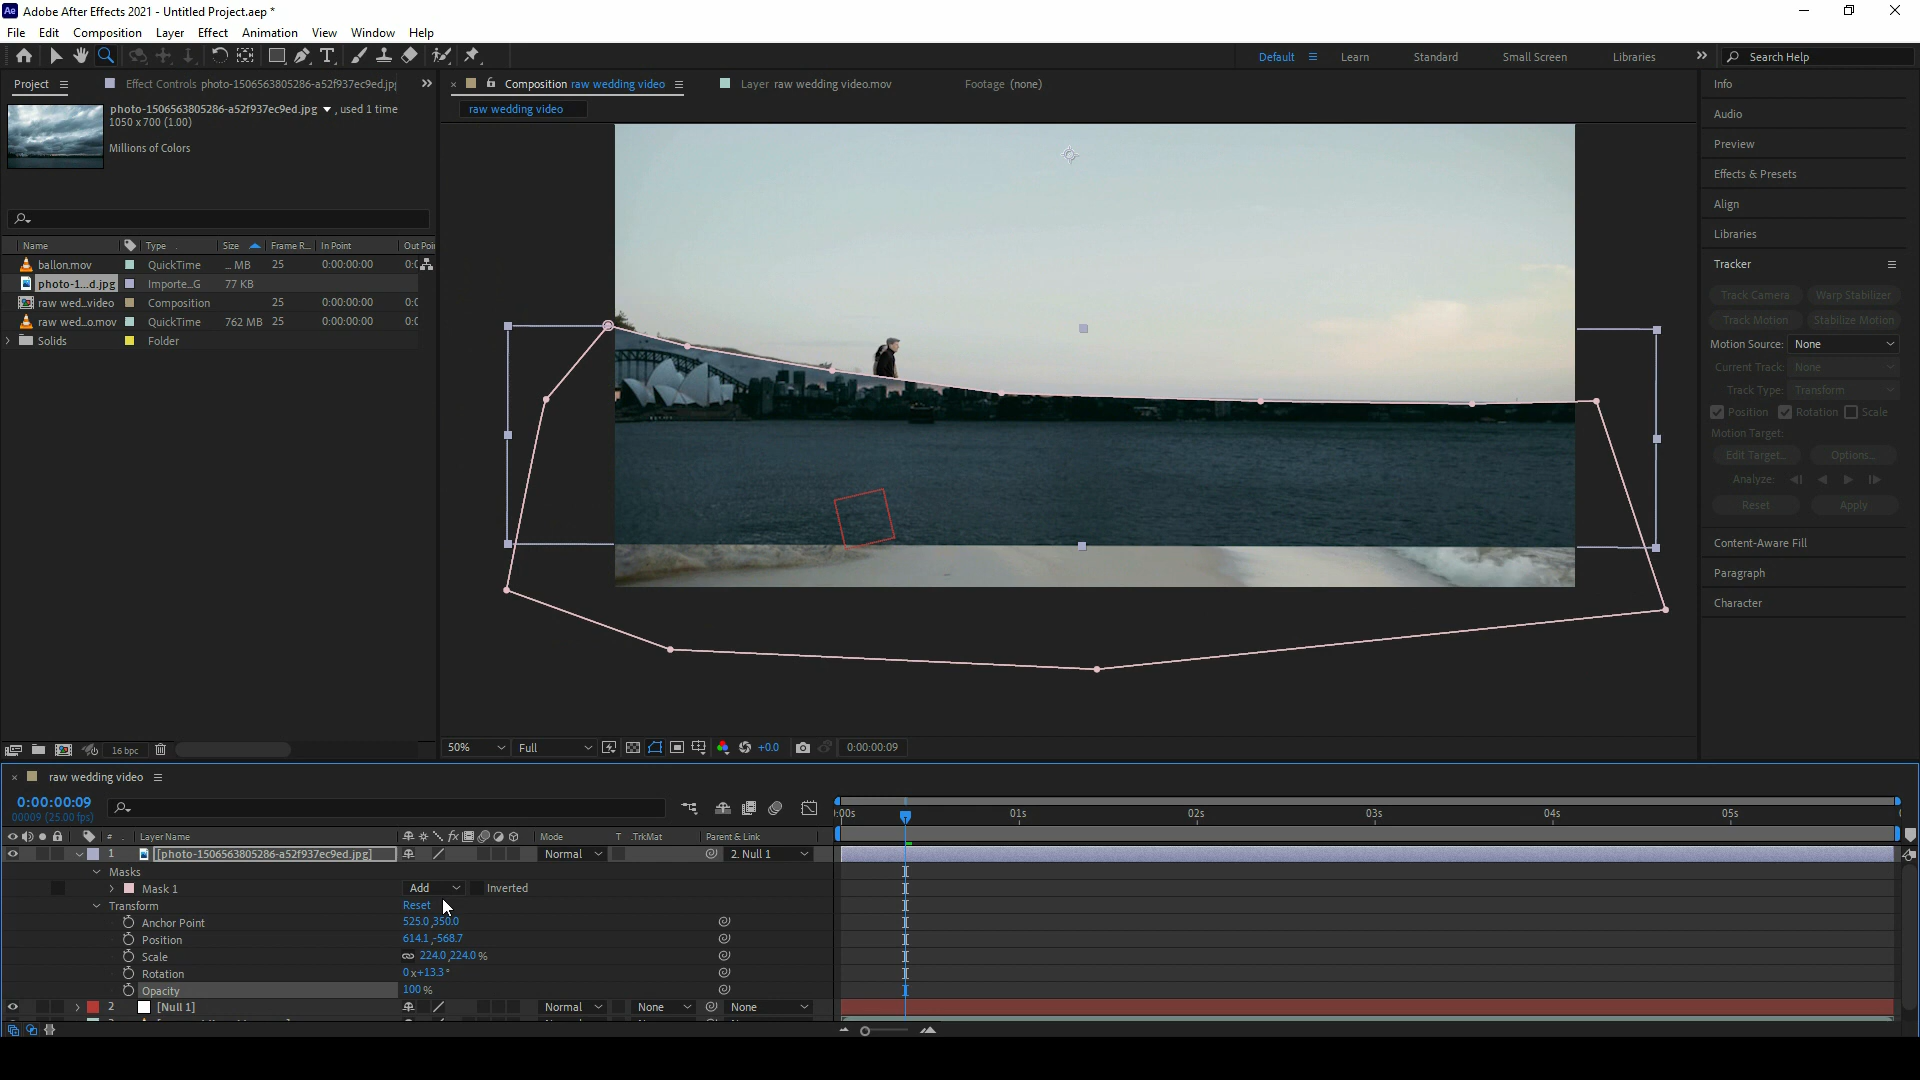 Adobe After Effects 2021 - Untitled Project.aep *
File Edit Composition Layer Effect Animation View Window Help
Default Learn Standard Small Screen Libraries Search Help
Project Effect Controls photo-1506563805286-a52f937ec9ed.jp
Composition raw wedding video Layer raw wedding video.mov Footage (none)
raw wedding video
photo-1506563805286-a52f937ec9ed.jpg , used 1 time
1050 x 700 (1.00)
Millions of Colors
Name Type Size Frame R... In Point Out Poin
ballon.mov QuickTime ... MB 25 0:00:00:00 0:0
photo-1...d.jpg Importe...G 77 KB
raw wed...video Composition 25 0:00:00:00 0:0
raw wed...o.mov QuickTime 762 MB 25 0:00:00:00 0:0
Solids Folder
16 bpc
50% Full +0.0 0:00:00:09
Info
Audio
Preview
Effects & Presets
Align
Libraries
Tracker
Track Camera Warp Stabilizer
Track Motion Stabilize Motion
Motion Source: None
Current Track: None
Track Type: Transform
Position Rotation Scale
Motion Target:
Edit Target... Options...
Analyze:
Reset Apply
Content-Aware Fill
Paragraph
Character
raw wedding video
0:00:00:09
00009 (25.00 fps)
:00s 01s 02s 03s 04s 05s
# Layer Name Mode T .TrkMat Parent & Link
1 [photo-1506563805286-a52f937ec9ed.jpg] Normal 2. Null 1
Masks
Mask 1 Add Inverted
Transform Reset
Anchor Point 525.0,350.0
Position 614.1,-568.7
Scale 224.0,224.0 %
Rotation 0x+13.3°
Opacity 100 %
2 [Null 1] Normal None None